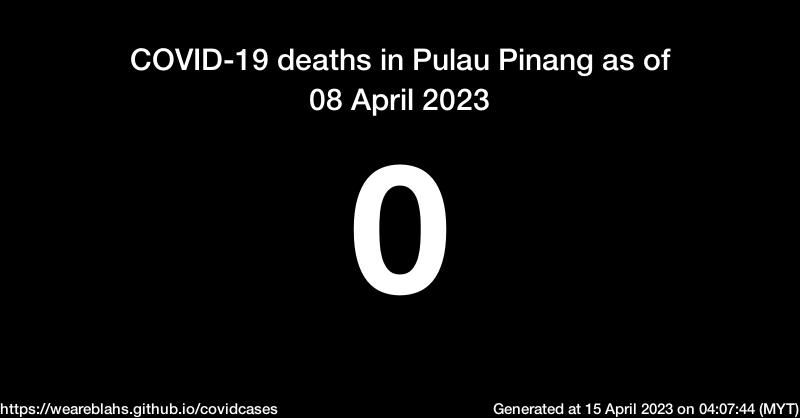 COVID-19 deaths in Pulau Pinang as of
08 April 2023
0
https://weareblahs.github.io/covidcases
Generated at 15 April 2023 on 04:07:44 (MYT)